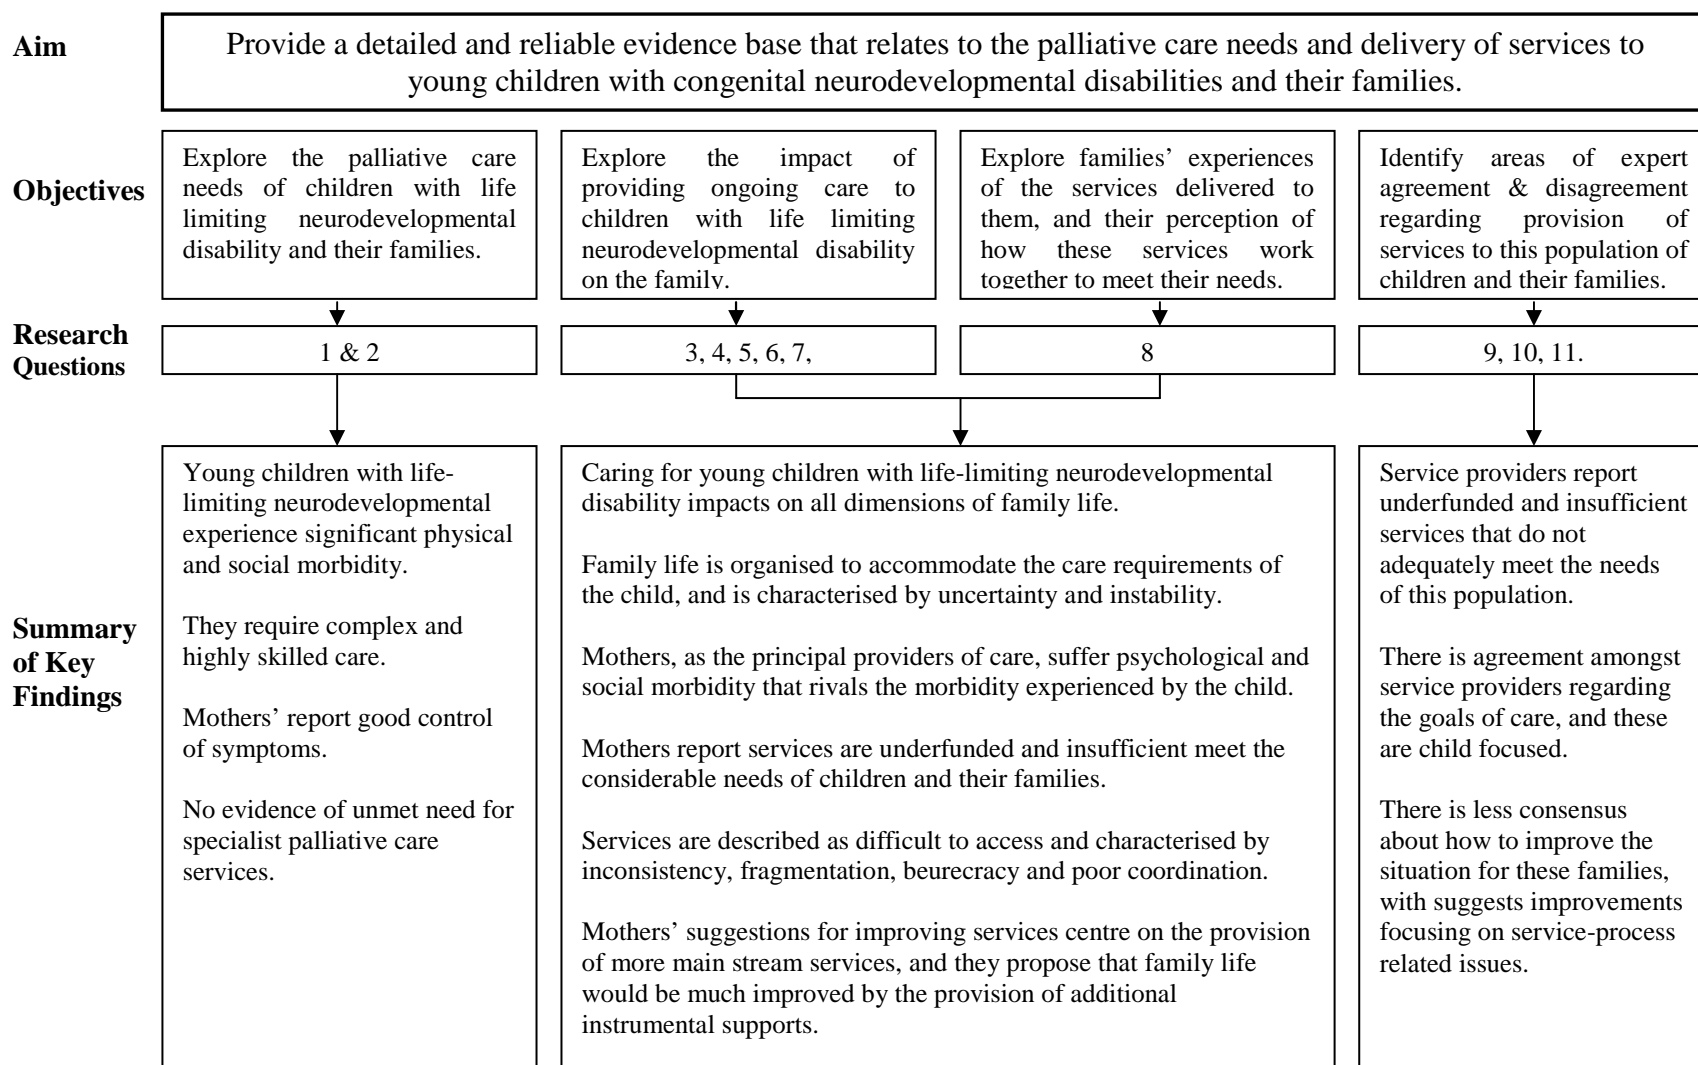 Aim
Provide a detailed and reliable evidence base that relates to the palliative care needs and delivery of services to
young children with congenital neurodevelopmental disabilities and their families.
Objectives
Explore the palliative care
needs of children with life
limiting neurodevelopmental
disability and their families.
Explore the impact of
providing ongoing care to
children with life limiting
neurodevelopmental disability
on the family.
Explore families’ experiences
of the services delivered to
them, and their perception of
how these services work
together to meet their needs.
Identify areas of expert
agreement & disagreement
regarding provision of
services to this population of
children and their families.
Research
Questions
1 & 2
3, 4, 5, 6, 7,
8
9, 10, 11.
Summary
of Key
Findings
Young children with life-
limiting neurodevelopmental
experience significant physical
and social morbidity.
They require complex and
highly skilled care.
Mothers’ report good control
of symptoms.
No evidence of unmet need for
specialist palliative care
services.
Caring for young children with life-limiting neurodevelopmental
disability impacts on all dimensions of family life.
Family life is organised to accommodate the care requirements of
the child, and is characterised by uncertainty and instability.
Mothers, as the principal providers of care, suffer psychological and
social morbidity that rivals the morbidity experienced by the child.
Mothers report services are underfunded and insufficient meet the
considerable needs of children and their families.
Services are described as difficult to access and characterised by
inconsistency, fragmentation, beurecracy and poor coordination.
Mothers’ suggestions for improving services centre on the provision
of more main stream services, and they propose that family life
would be much improved by the provision of additional
instrumental supports.
Service providers report
underfunded and insufficient
services that do not
adequately meet the needs
of this population.
There is agreement amongst
service providers regarding
the goals of care, and these
are child focused.
There is less consensus
about how to improve the
situation for these families,
with suggests improvements
focusing on service-process
related issues.